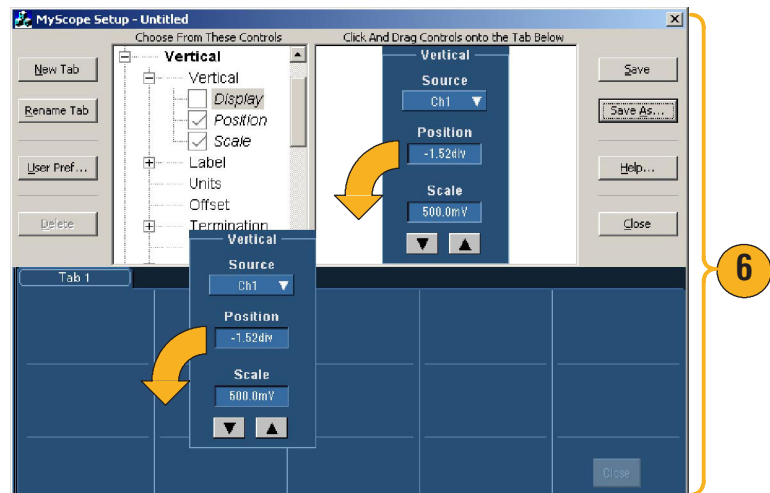 MyScope Setup - Untitled
Choose From These Controls
Click And Drag Controls onto the Tab Below
New Tab
Rename Tab
User Pref...
Delete
Vertical
Vertical
Display
Position
Scale
Label
Units
Offset
Termination
Vertical
Source
Ch1
Position
-1.52div
Scale
500.0mV
Save
Save As...
Help...
Close
6
Tab 1
Vertical
Source
Ch1
Position
-1.52div
Scale
500.0mV
Close